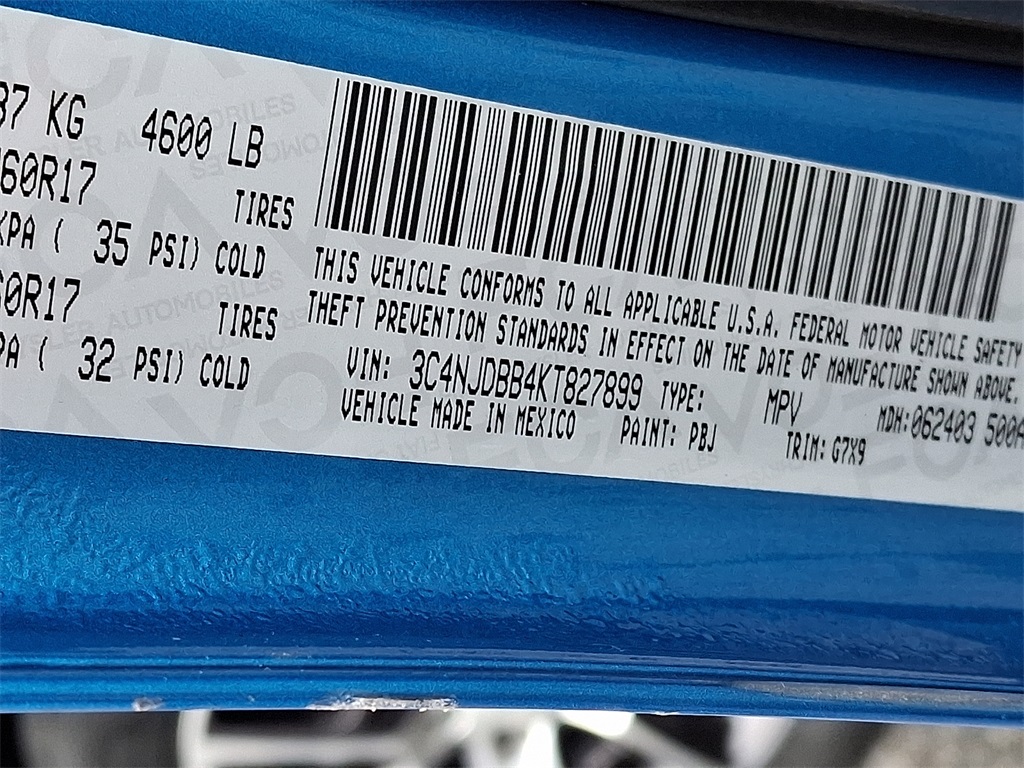 87 KG 4600 LB
60R17 TIRES
KPA ( 35 PSI) COLD
60R17 TIRES
PA ( 32 PSI) COLD
THIS VEHICLE CONFORMS TO ALL APPLICABLE U.S.A. FEDERAL MOTOR VEHICLE SAFETY
THEFT PREVENTION STANDARDS IN EFFECT ON THE DATE OF MANUFACTURE SHOWN ABOVE.
VIN: 3C4NJDBB4KT827899 TYPE: MPV MDH: 062403 500A
VEHICLE MADE IN MEXICO PAINT: PBJ TRIM: G7X9